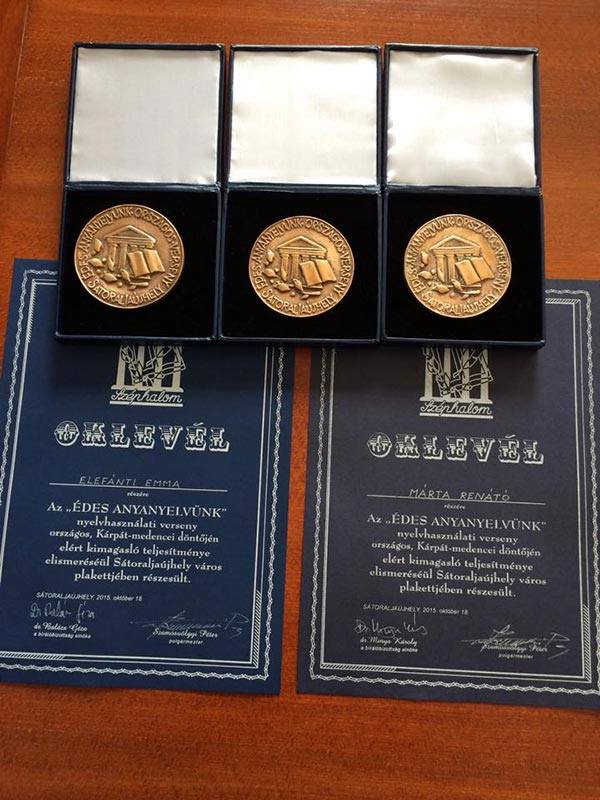 ÉDES ANYANYELVÜNK ORSZÁGOS VERSENY
SÁTORALJAÚJHELY
ÉDES ANYANYELVÜNK ORSZÁGOS VERSENY
SÁTORALJAÚJHELY
ÉDES ANYANYELVÜNK ORSZÁGOS VERSENY
SÁTORALJAÚJHELY
Széphalom
OKLEVÉL
ELEFÁNTI EMMA
részére
Az „ÉDES ANYANYELVÜNK"
nyelvhasználati verseny
országos, Kárpát-medencei döntőjén
elért kimagasló teljesítménye
elismeréséül Sátoraljaújhely város
plakettjében részesült.
SÁTORALJAÚJHELY, 2015. október 18.
dr. Balázs Géza
a bírálóbizottság elnöke
Szamosvölgyi Péter
polgármester
Széphalom
OKLEVÉL
MÁRTA RENÁTÓ
részére
Az „ÉDES ANYANYELVÜNK"
nyelvhasználati verseny
országos, Kárpát-medencei döntőjén
elért kimagasló teljesítménye
elismeréséül Sátoraljaújhely város
plakettjében részesült.
SÁTORALJAÚJHELY, 2015. október 18
dr. Minya Károly
a bírálóbizottság elnöke
Szamosvölgyi Péter
polgármester